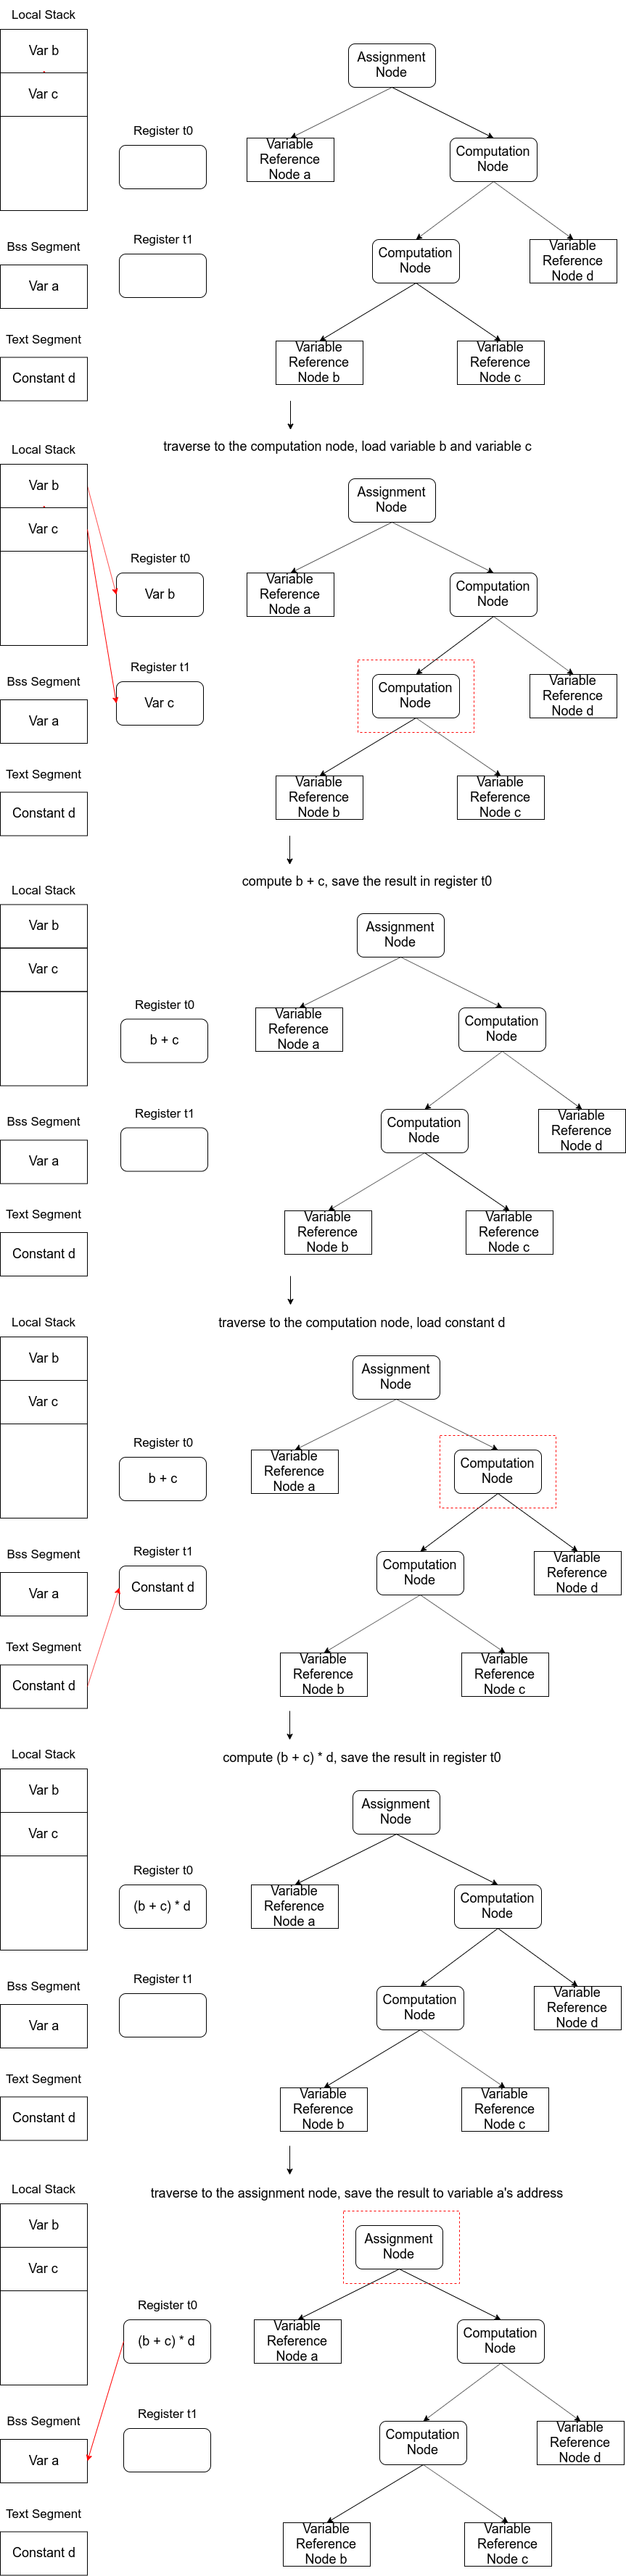 Local Stack
Var b
Var c
Assignment
Node
Register t0
Variable
Reference
Node a
Computation
Node
Register t1
Bss Segment
Var a
Computation
Node
Variable
Reference
Node d
Text Segment
Constant d
Variable
Reference
Node b
Variable
Reference
Node c
traverse to the computation node, load variable b and variable c
Local Stack
Var b
Var c
Assignment
Node
Register t0
Var b
Variable
Reference
Node a
Computation
Node
Register t1
Var c
Bss Segment
Var a
Computation
Node
Variable
Reference
Node d
Text Segment
Constant d
Variable
Reference
Node b
Variable
Reference
Node c
compute b + c, save the result in register t0
Local Stack
Var b
Var c
Assignment
Node
Register t0
b + c
Variable
Reference
Node a
Computation
Node
Register t1
Bss Segment
Var a
Computation
Node
Variable
Reference
Node d
Text Segment
Constant d
Variable
Reference
Node b
Variable
Reference
Node c
traverse to the computation node, load constant d
Local Stack
Var b
Var c
Assignment
Node
Register t0
b + c
Variable
Reference
Node a
Computation
Node
Register t1
Constant d
Bss Segment
Var a
Computation
Node
Variable
Reference
Node d
Text Segment
Constant d
Variable
Reference
Node b
Variable
Reference
Node c
compute (b + c) * d, save the result in register t0
Local Stack
Var b
Var c
Assignment
Node
Register t0
(b + c) * d
Variable
Reference
Node a
Computation
Node
Register t1
Bss Segment
Var a
Computation
Node
Variable
Reference
Node d
Text Segment
Constant d
Variable
Reference
Node b
Variable
Reference
Node c
traverse to the assignment node, save the result to variable a's address
Local Stack
Var b
Var c
Assignment
Node
Register t0
(b + c) * d
Variable
Reference
Node a
Computation
Node
Register t1
Bss Segment
Var a
Computation
Node
Variable
Reference
Node d
Text Segment
Constant d
Variable
Reference
Node b
Variable
Reference
Node c